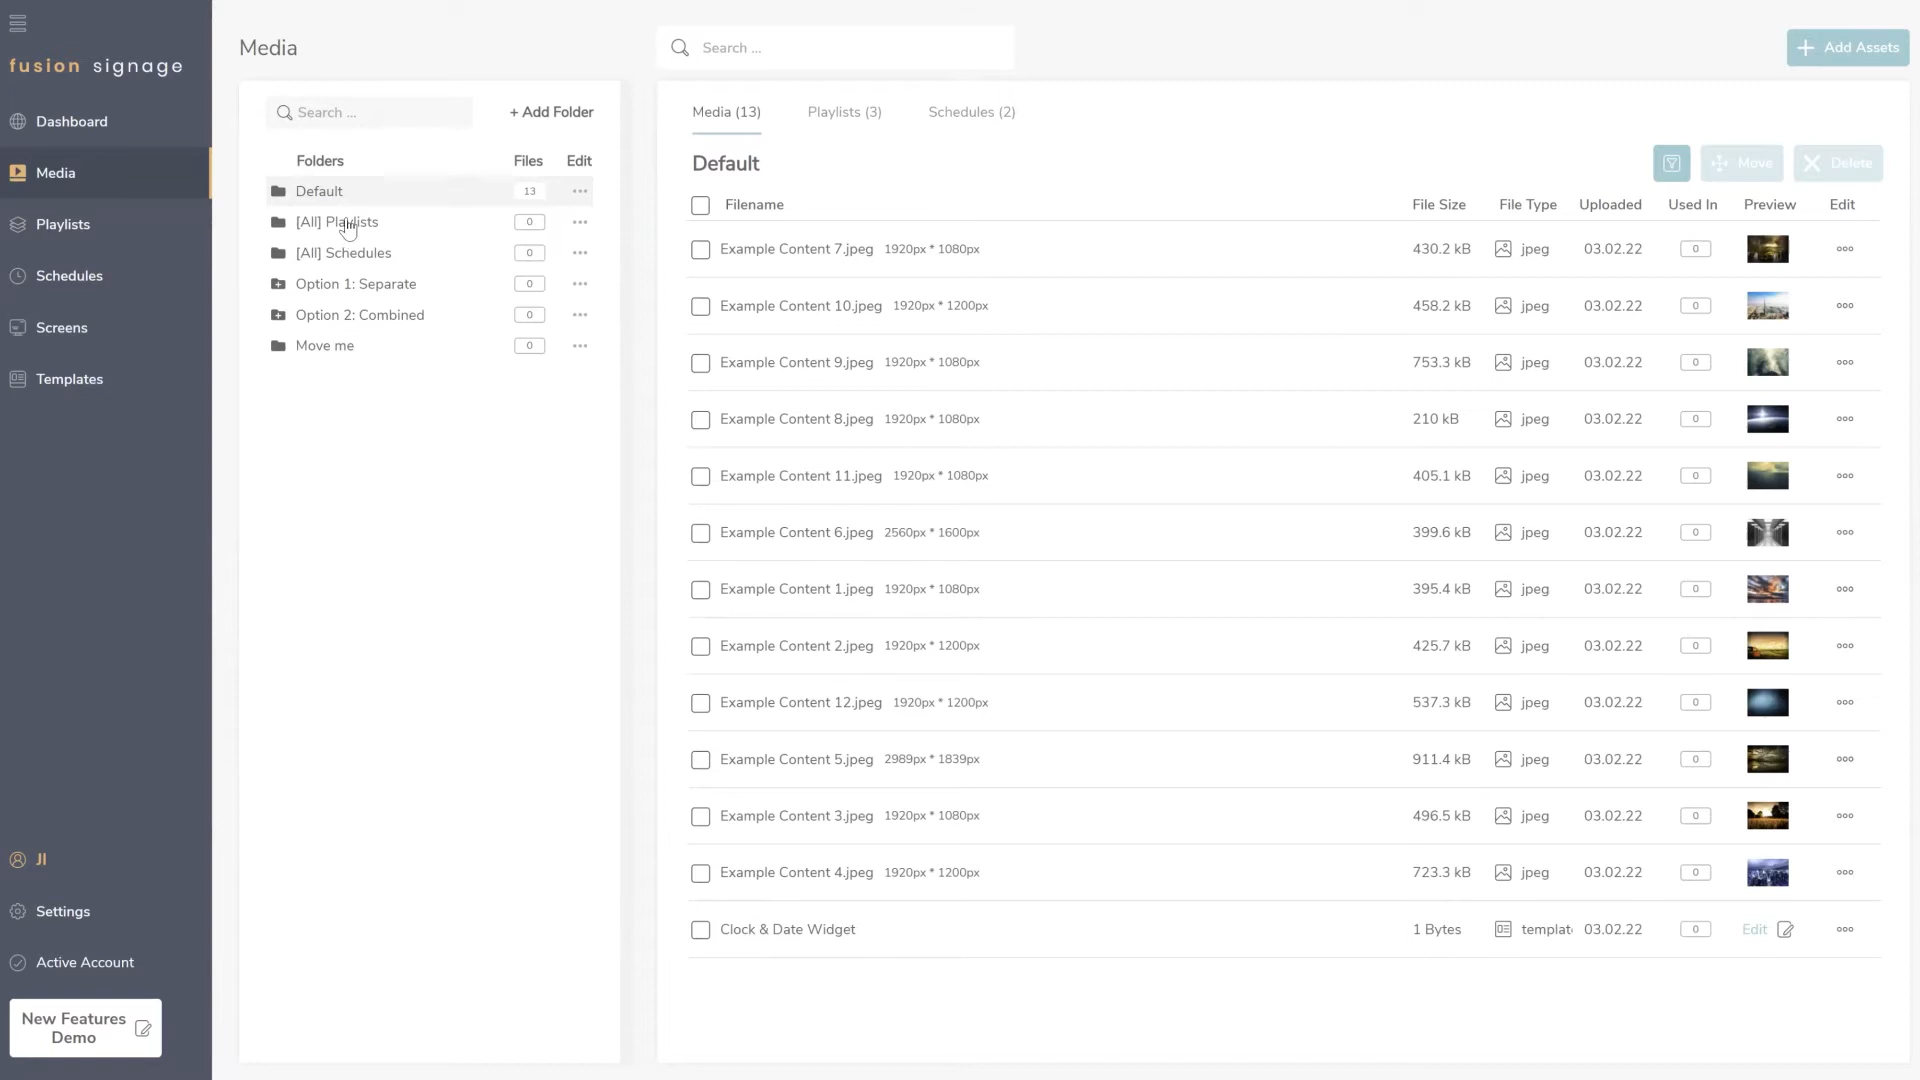 fusion signage
Dashboard
Media
Playlists
Schedules
Screens
Templates
JI
Settings
Active Account
New Features
Demo
Media
Search ...
+ Add Folder
Folders Files Edit
Default 13
[All] Playlists 0
[All] Schedules 0
Option 1: Separate 0
Option 2: Combined 0
Move me 0
Search ...
Add Assets
Media (13) Playlists (3) Schedules (2)
Default
Move Delete
Filename File Size File Type Uploaded Used In Preview Edit
Example Content 7.jpeg 1920px * 1080px 430.2 kB jpeg 03.02.22 0
Example Content 10.jpeg 1920px * 1200px 458.2 kB jpeg 03.02.22 0
Example Content 9.jpeg 1920px * 1080px 753.3 kB jpeg 03.02.22 0
Example Content 8.jpeg 1920px * 1080px 210 kB jpeg 03.02.22 0
Example Content 11.jpeg 1920px * 1080px 405.1 kB jpeg 03.02.22 0
Example Content 6.jpeg 2560px * 1600px 399.6 kB jpeg 03.02.22 0
Example Content 1.jpeg 1920px * 1080px 395.4 kB jpeg 03.02.22 0
Example Content 2.jpeg 1920px * 1200px 425.7 kB jpeg 03.02.22 0
Example Content 12.jpeg 1920px * 1200px 537.3 kB jpeg 03.02.22 0
Example Content 5.jpeg 2989px * 1839px 911.4 kB jpeg 03.02.22 0
Example Content 3.jpeg 1920px * 1080px 496.5 kB jpeg 03.02.22 0
Example Content 4.jpeg 1920px * 1200px 723.3 kB jpeg 03.02.22 0
Clock & Date Widget 1 Bytes templat 03.02.22 0 Edit